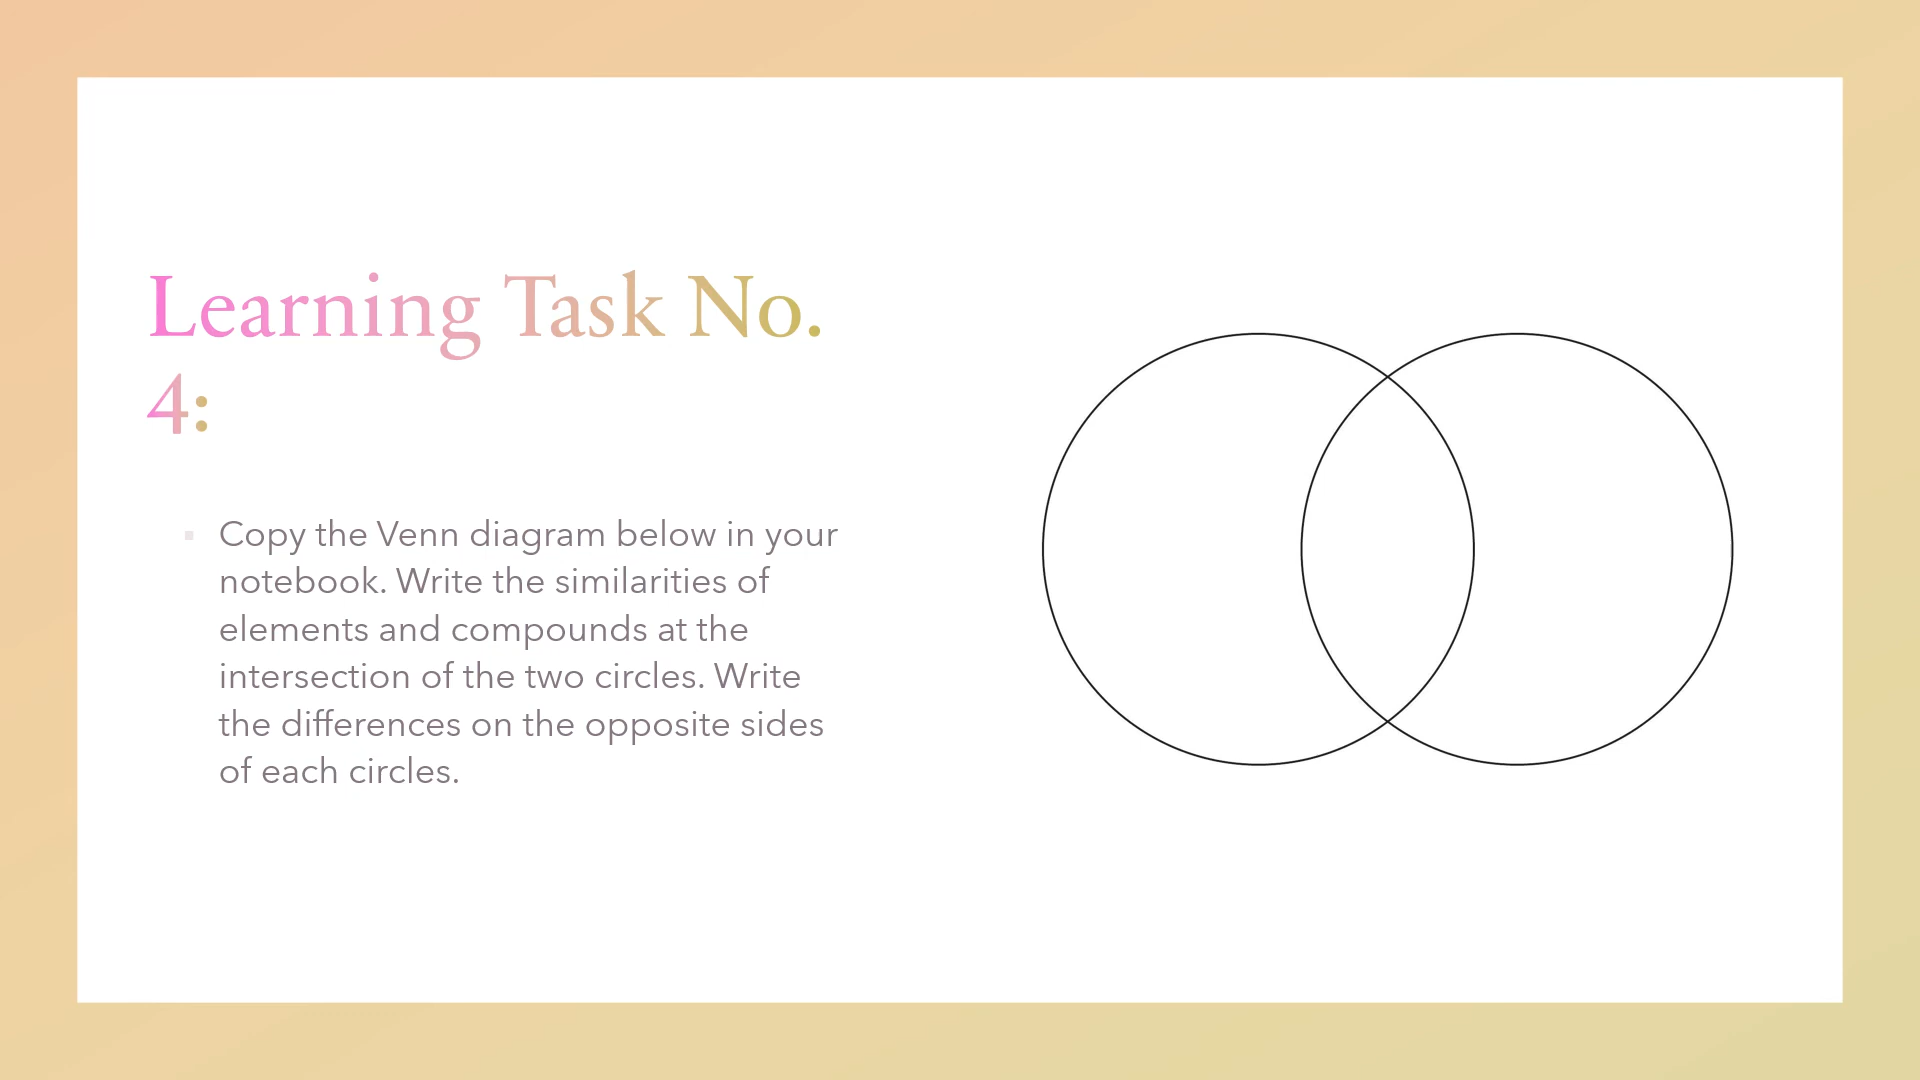 Learning Task No.
4:
Copy the Venn diagram below in your
notebook. Write the similarities of
elements and compounds at the
intersection of the two circles. Write
the differences on the opposite sides
of each circles.